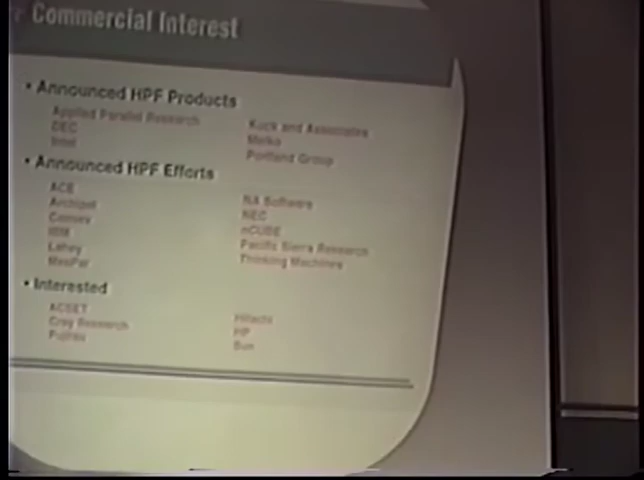 Commercial Interest
• Announced HPF Products
Applied Parallel Research
DEC
Intel
Kuck and Associates
Meiko
Portland Group
• Announced HPF Efforts
ACE
Archipel
Convex
IBM
Lahey
MasPar
NA Software
NEC
nCUBE
Pacific Sierra Research
Thinking Machines
• Interested
ACSET
Cray Research
Fujitsu
Hitachi
HP
Sun